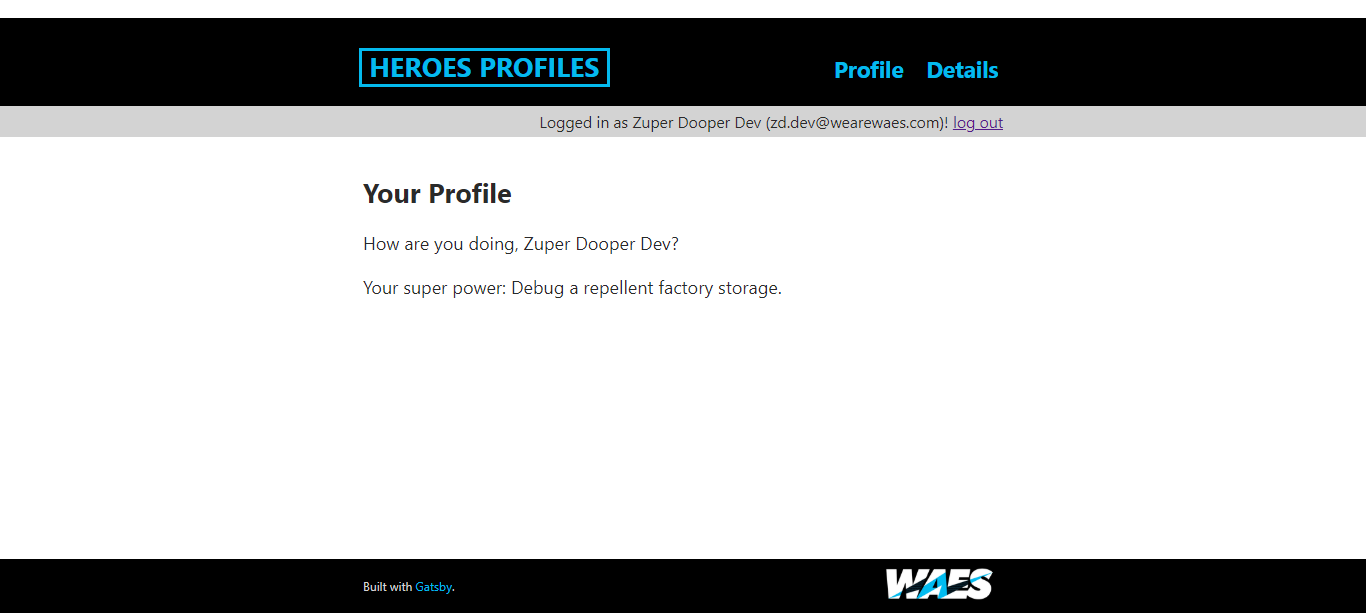 HEROES PROFILES
Profile Details
Logged in as Zuper Dooper Dev (zd.dev@wearewaes.com)! log out
Your Profile
How are you doing, Zuper Dooper Dev?
Your super power: Debug a repellent factory storage.
Built with Gatsby.
WAES